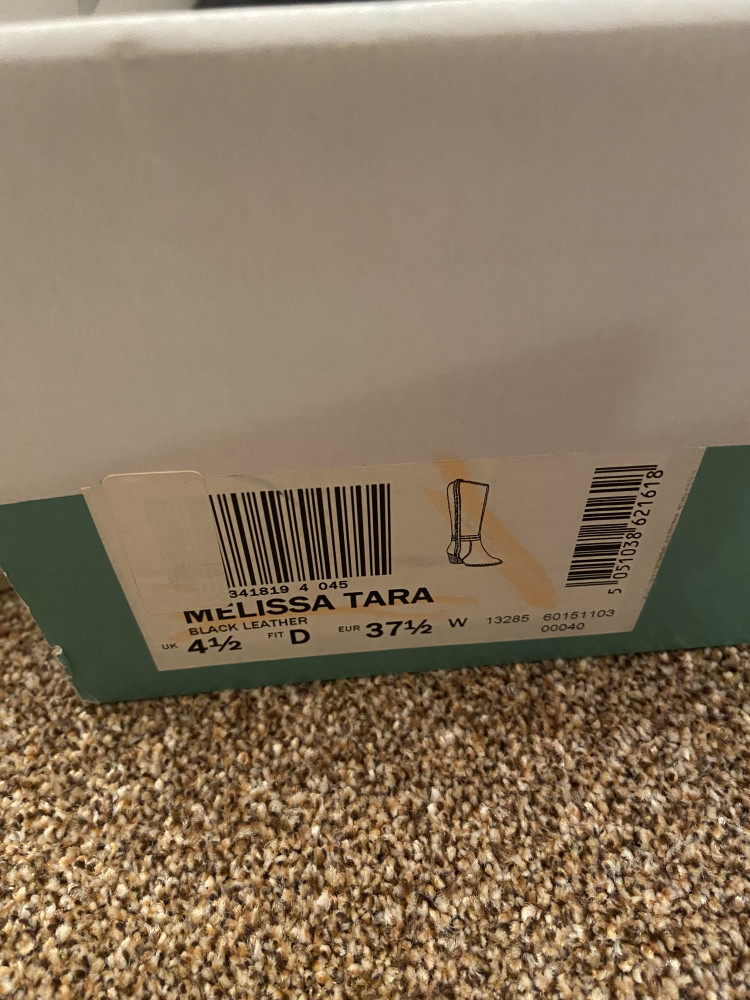 341819 4 045
MELISSA TARA
BLACK LEATHER
UK 4½ FIT D EUR 37½ W 13285 60151103
00040
5 051038 621618